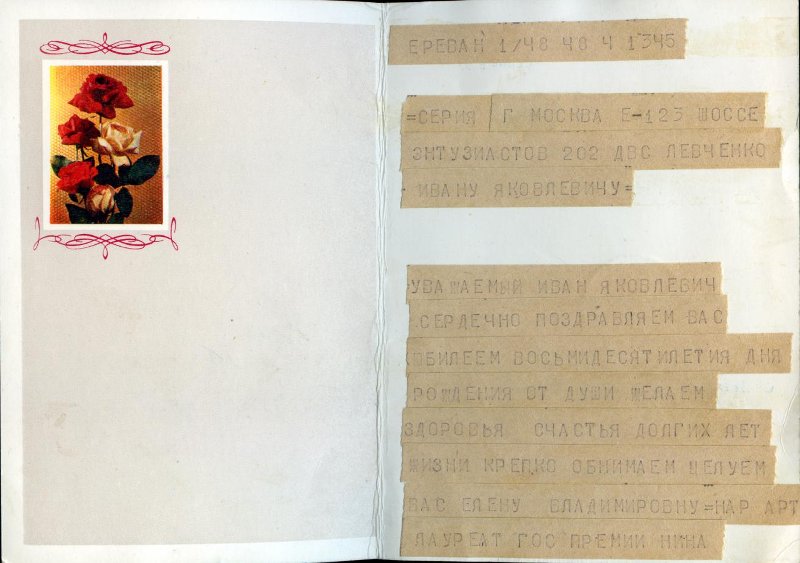 ЕРЕВАН 1/48 48 4 1345
=СЕРИЯ Г МОСКВА Е-123 ШОССЕ
ЭНТУЗИАСТОВ 202 ДВС ЛЕВЧЕНКО
ИВАНУ ЯКОВЛЕВИЧУ=
УВАЖАЕМЫЙ ИВАН ЯКОВЛЕВИЧ
СЕРДЕЧНО ПОЗДРАВЛЯЕМ ВАС
ЮБИЛЕЕМ ВОСЬМИДЕСЯТИЛЕТИЯ ДНЯ
РОЖДЕНИЯ ОТ ДУШИ ЖЕЛАЕМ
ЗДОРОВЬЯ СЧАСТЬЯ ДОЛГИХ ЛЕТ
ЖИЗНИ КРЕПКО ОБНИМАЕМ ЦЕЛУЕМ
ВАС ЕЛЕНУ ВЛАДИМИРОВНУ=НАР АРТ
ЛАУРЕАТ ГОС ПРЕМИИ НИНА